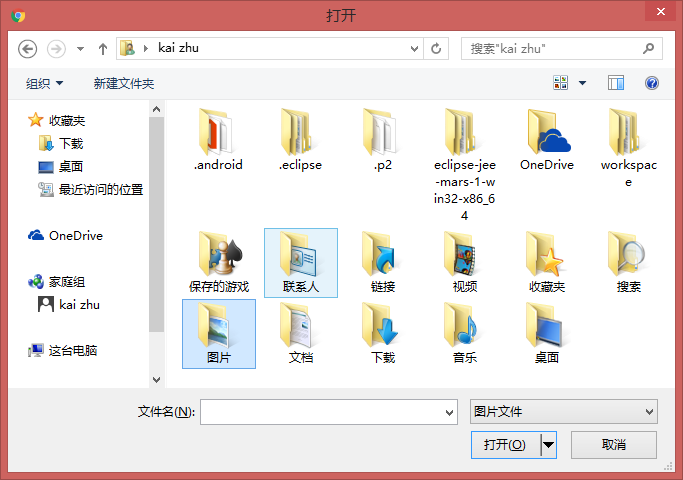 打开
kai zhu
搜索"kai zhu"
组织
新建文件夹
收藏夹
下载
桌面
最近访问的位置
OneDrive
家庭组
kai zhu
这台电脑
.android
.eclipse
.p2
eclipse-jee
-mars-1-w
in32-x86_6
4
OneDrive
workspac
e
保存的游戏
联系人
链接
视频
收藏夹
搜索
图片
文档
下载
音乐
桌面
文件名(N):
图片文件
打开(O)
取消